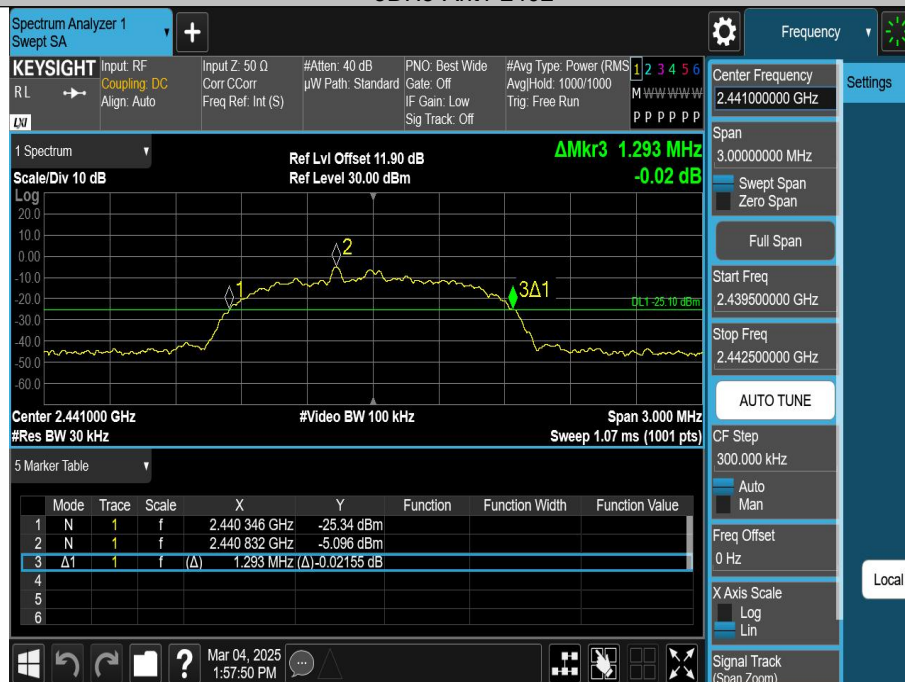 Spectrum Analyzer 1
Swept SA
+
Frequency
KEYSIGHT
RL
LXI
Input: RF
Coupling: DC
Align: Auto
Input Z: 50 Ω
Corr CCorr
Freq Ref: Int (S)
#Atten: 40 dB
µW Path: Standard
PNO: Best Wide
Gate: Off
IF Gain: Low
Sig Track: Off
#Avg Type: Power (RMS
Avg|Hold: 1000/1000
Trig: Free Run
1 2 3 4 5 6
M W W W W W
P P P P P P
1 Spectrum
Scale/Div 10 dB
Ref Lvl Offset 11.90 dB
Ref Level 30.00 dBm
ΔMkr3 1.293 MHz
-0.02 dB
Log
20.0
10.0
0.00
-10.0
-20.0
-30.0
-40.0
-50.0
-60.0
1
2
3Δ1
DL1 -25.10 dBm
Center 2.441000 GHz
#Video BW 100 kHz
Span 3.000 MHz
#Res BW 30 kHz
Sweep 1.07 ms (1001 pts)
5 Marker Table
Mode Trace Scale X Y Function Function Width Function Value
1 N 1 f 2.440 346 GHz -25.34 dBm
2 N 1 f 2.440 832 GHz -5.096 dBm
3 Δ1 1 f (Δ) 1.293 MHz (Δ) -0.02155 dB
4
5
6
?
Mar 04, 2025
1:57:50 PM
Center Frequency
2.441000000 GHz
Settings
Span
3.00000000 MHz
Swept Span
Zero Span
Full Span
Start Freq
2.439500000 GHz
Stop Freq
2.442500000 GHz
AUTO TUNE
CF Step
300.000 kHz
Auto
Man
Freq Offset
0 Hz
Local
X Axis Scale
Log
Lin
Signal Track
(Span Zoom)